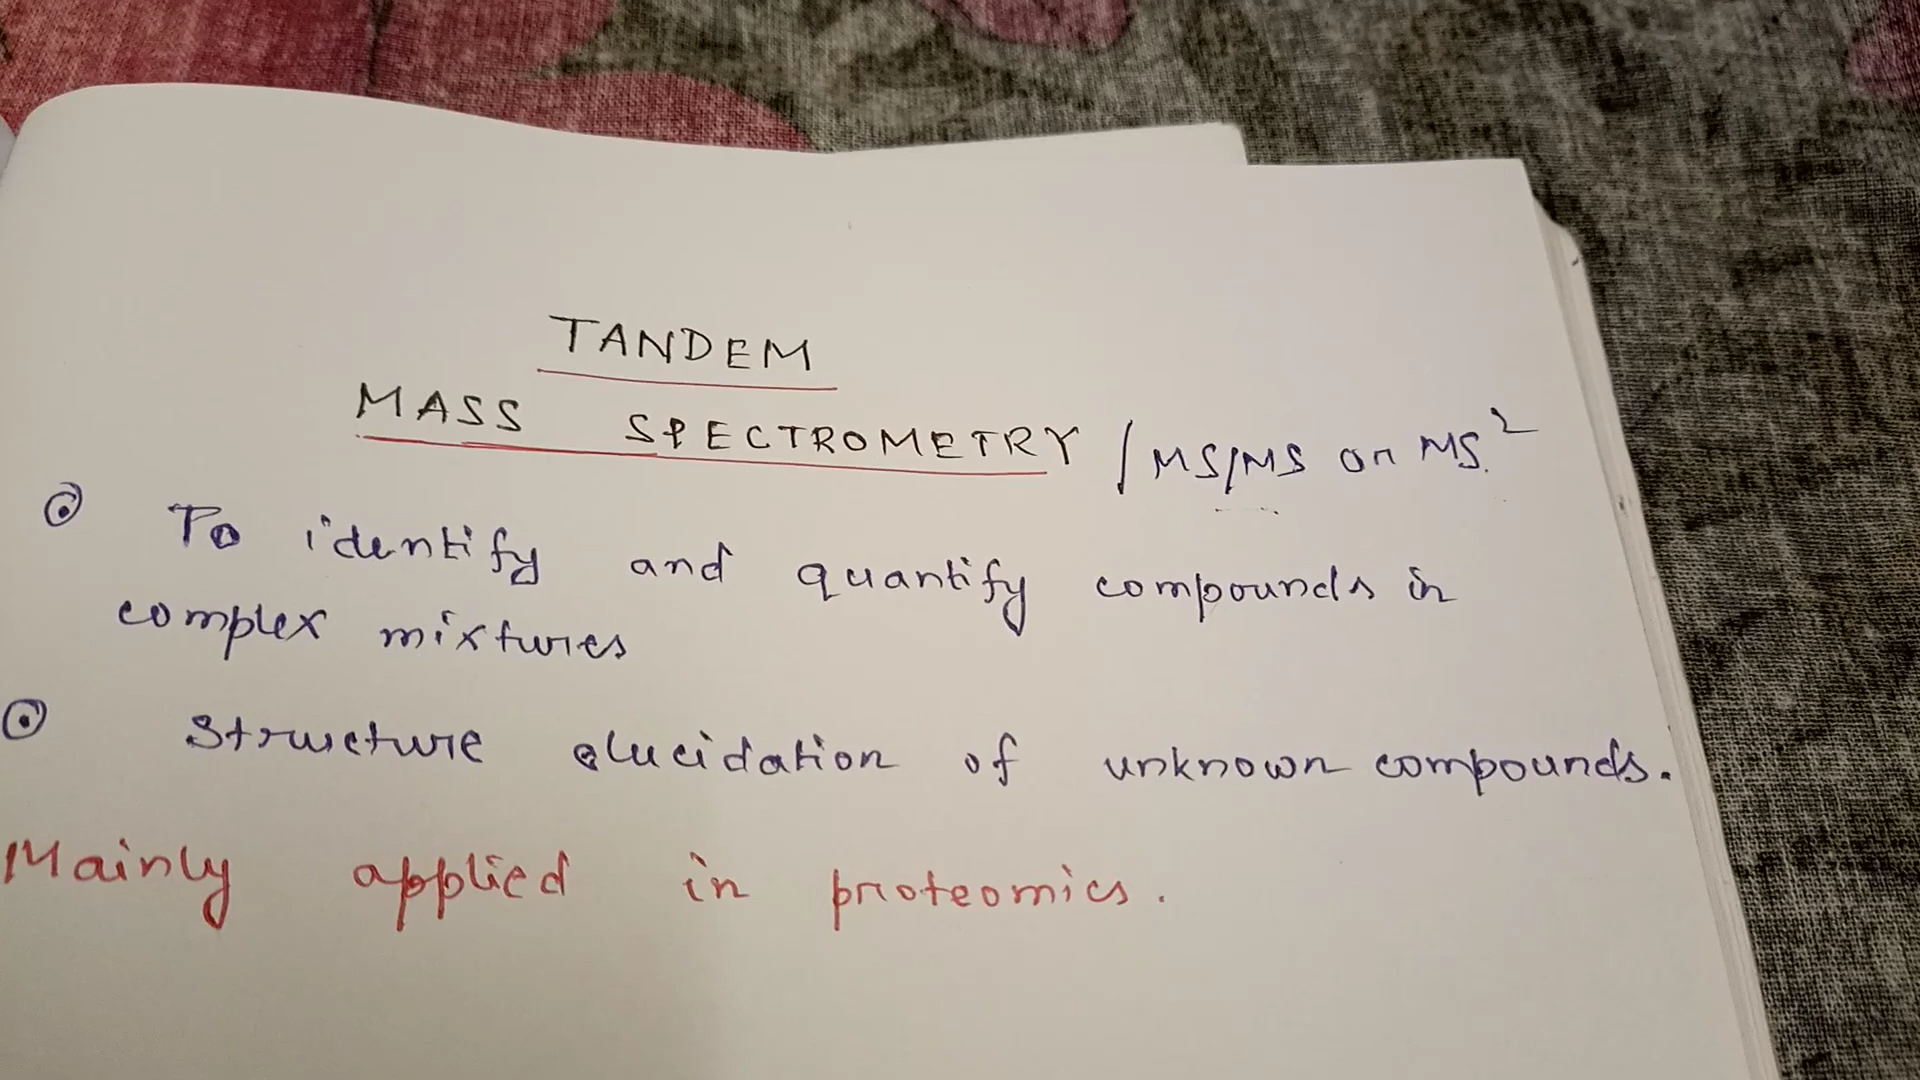 TANDEM
MASS SPECTROMETRY / MS/MS or MS²
To identify and quantify compounds in
complex mixtures
Structure elucidation of unknown compounds.
Mainly applied in proteomics.